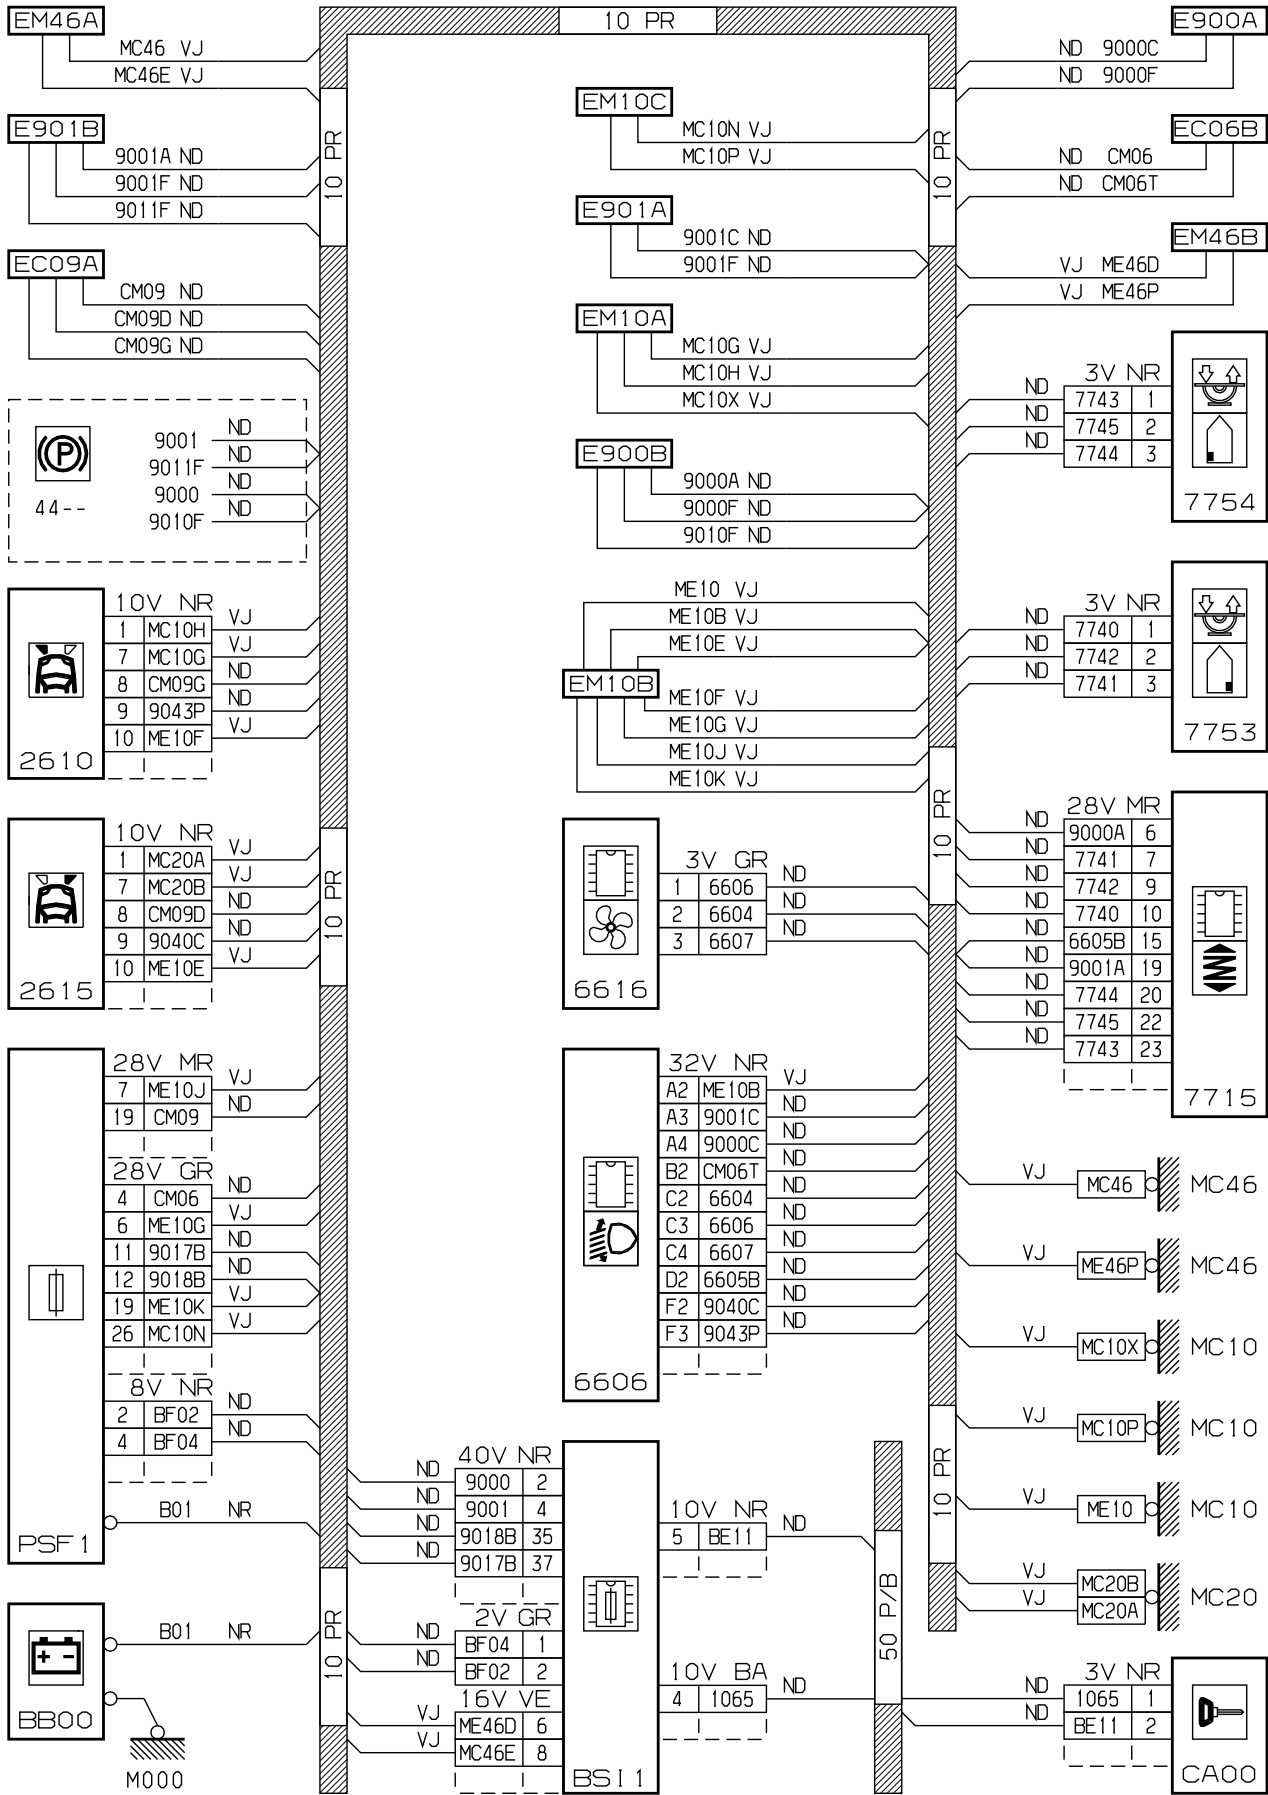 EM46A
MC46 VJ
MC46E VJ
E901B
9001A ND
9001F ND
9011F ND
EC09A
CM09 ND
CM09D ND
CM09G ND
P
44--
9001 ND
9011F ND
9000 ND
9010F ND
10V NR
1 MC10H VJ
7 MC10G VJ
8 CM09G ND
9 9043P ND
10 ME10F VJ
2610
10V NR
1 MC20A VJ
7 MC20B VJ
8 CM09D ND
9 9040C ND
10 ME10E VJ
2615
28V MR
7 ME10J VJ
19 CM09 ND
28V GR
4 CM06 ND
6 ME10G VJ
11 9017B ND
12 9018B ND
19 ME10K VJ
26 MC10N VJ
8V NR
2 BF02 ND
4 BF04 ND
B01 NR
PSF1
B01 NR
BB00
M000
10 PR
10 PR
10 PR
10 PR
EM10C
MC10N VJ
MC10P VJ
E901A
9001C ND
9001F ND
EM10A
MC10G VJ
MC10H VJ
MC10X VJ
E900B
9000A ND
9000F ND
9010F ND
ME10 VJ
ME10B VJ
ME10E VJ
EM10B
ME10F VJ
ME10G VJ
ME10J VJ
ME10K VJ
3V GR
1 6606 ND
2 6604 ND
3 6607 ND
6616
32V NR
A2 ME10B VJ
A3 9001C ND
A4 9000C ND
B2 CM06T ND
C2 6604 ND
C3 6606 ND
C4 6607 ND
D2 6605B ND
F2 9040C ND
F3 9043P ND
6606
40V NR
ND 9000 2
ND 9001 4
ND 9018B 35
ND 9017B 37
2V GR
ND BF04 1
ND BF02 2
16V VE
VJ ME46D 6
VJ MC46E 8
10V NR
5 BE11 ND
10V BA
4 1065 ND
BSI1
50 P/B
10 PR
10 PR
10 PR
E900A
ND 9000C
ND 9000F
EC06B
ND CM06
ND CM06T
EM46B
VJ ME46D
VJ ME46P
3V NR
ND 7743 1
ND 7745 2
ND 7744 3
7754
3V NR
ND 7740 1
ND 7742 2
ND 7741 3
7753
28V MR
ND 9000A 6
ND 7741 7
ND 7742 9
ND 7740 10
ND 6605B 15
ND 9001A 19
ND 7744 20
ND 7745 22
ND 7743 23
7715
VJ MC46 MC46
VJ ME46P MC46
VJ MC10X MC10
VJ MC10P MC10
VJ ME10 MC10
VJ MC20B
VJ MC20A
MC20
3V NR
ND 1065 1
ND BE11 2
CA00